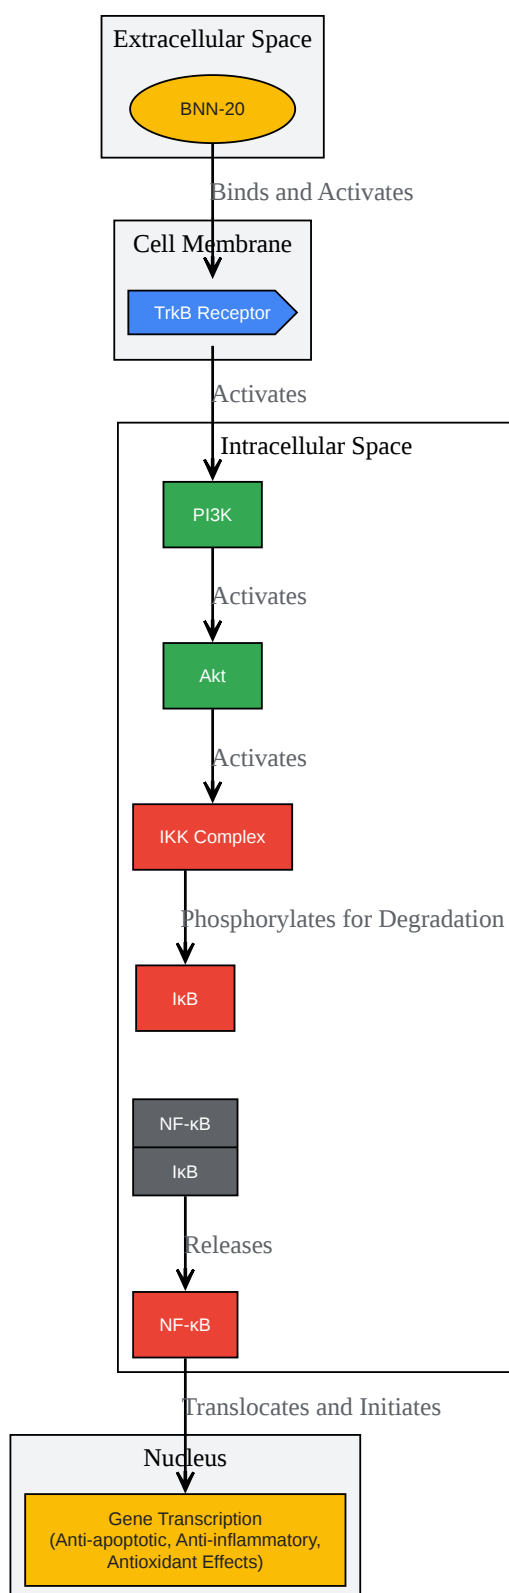 Extracellular Space
BNN-20
Binds and Activates
Cell Membrane
TrkB Receptor
Activates
Intracellular Space
PI3K
Activates
Akt
Activates
IKK Complex
Phosphorylates for Degradation
IκB
NF-κB
IκB
Releases
NF-κB
Translocates and Initiates
Nucleus
Gene Transcription
(Anti-apoptotic, Anti-inflammatory,
Antioxidant Effects)